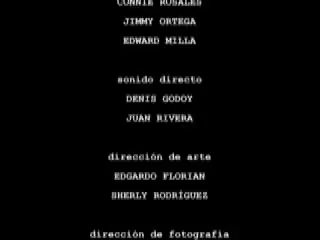 CONNIE ROSALES
JIMMY ORTEGA
EDWARD MILLA
sonido directo
DENIS GODOY
JUAN RIVERA
dirección de arte
EDGARDO FLORIAN
SHERLY RODRÍGUEZ
dirección de fotografía